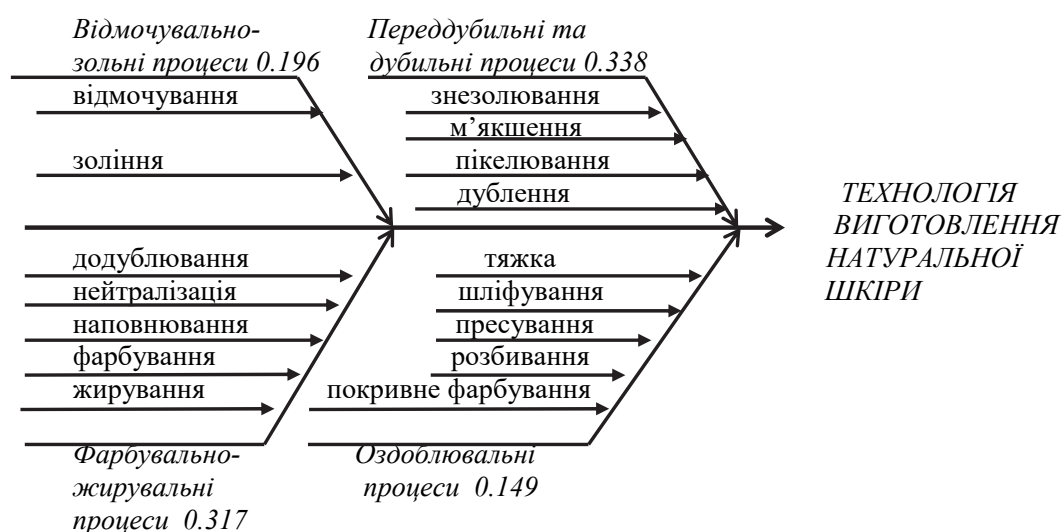 Відмочувально-
зольні процеси 0.196
відмочування
зоління
Переддубильні та
дубильні процеси 0.338
знезолювання
м’якшення
пікелювання
дублення
ТЕХНОЛОГІЯ
ВИГОТОВЛЕННЯ
НАТУРАЛЬНОЇ
ШКІРИ
додублювання
нейтралізація
наповнювання
фарбування
жирування
Фарбувально-
жирувальні
процеси 0.317
тяжка
шліфування
пресування
розбивання
покривне фарбування
Оздоблювальні
процеси 0.149